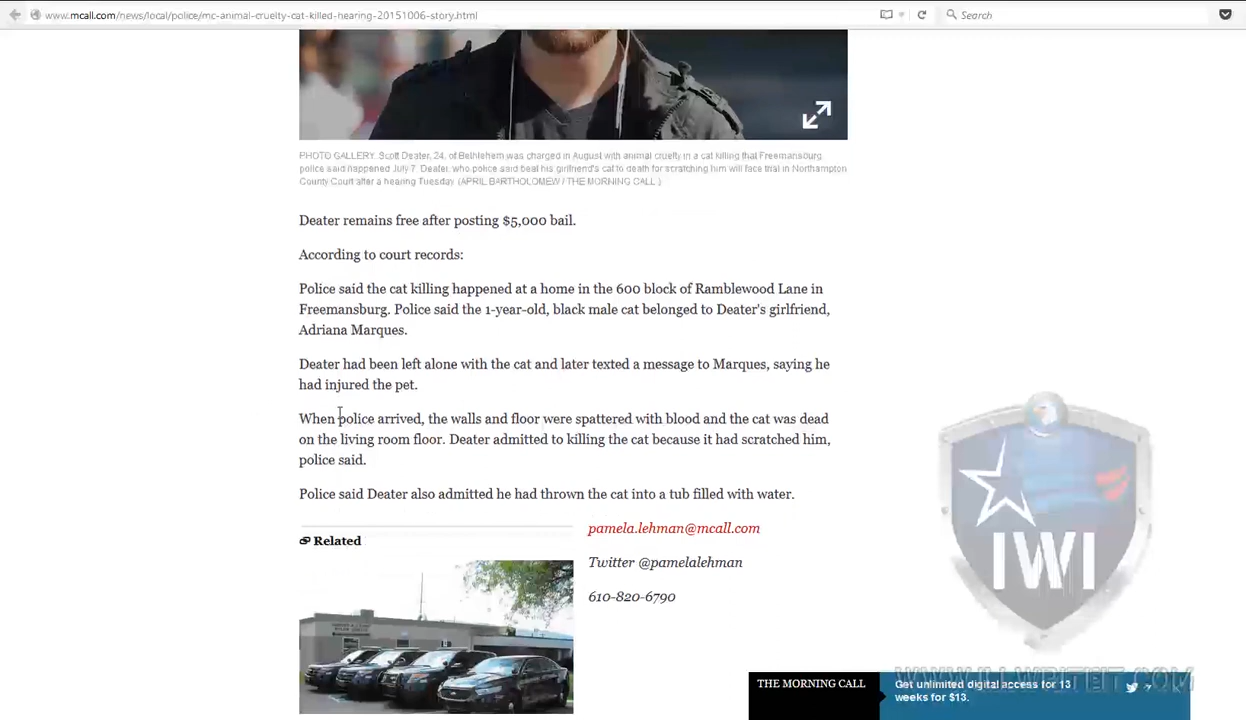 www.mcall.com/news/local/police/mc-animal-cruelty-cat-killed-hearing-20151006-story.html
Search
PHOTO GALLERY: Scott Deater, 24, of Bethlehem was charged in August with animal cruelty in a cat killing that Freemansburg
police said happened July 7. Deater, who police said beat his girlfriend's cat to death for scratching him will face trial in Northampton
County Court after a hearing Tuesday (APRIL BARTHOLOMEW / THE MORNING CALL )
Deater remains free after posting $5,000 bail.
According to court records:
Police said the cat killing happened at a home in the 600 block of Ramblewood Lane in
Freemansburg. Police said the 1-year-old, black male cat belonged to Deater's girlfriend,
Adriana Marques.
Deater had been left alone with the cat and later texted a message to Marques, saying he
had injured the pet.
When police arrived, the walls and floor were spattered with blood and the cat was dead
on the living room floor. Deater admitted to killing the cat because it had scratched him,
police said.
Police said Deater also admitted he had thrown the cat into a tub filled with water.
pamela.lehman@mcall.com
Related
Twitter @pamelalehman
610-820-6790
IWI
THE MORNING CALL
Get unlimited digital access for 13
weeks for $13.